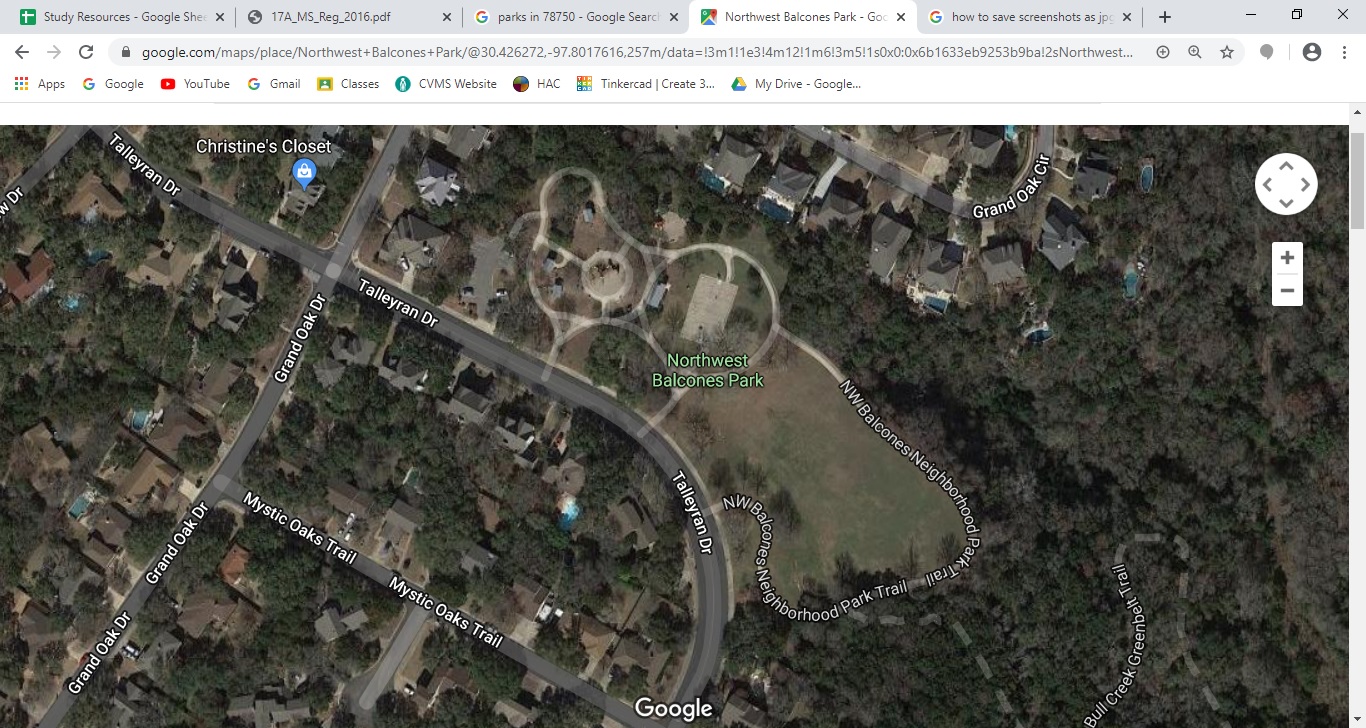 Study Resources - Google She
17A_MS_Reg_2016.pdf
parks in 78750 - Google Search
Northwest Balcones Park - Goo
how to save screenshots as jpg
google.com/maps/place/Northwest+Balcones+Park/@30.426272,-97.8017616,257m/data=!3m1!1e3!4m12!1m6!3m5!1s0x0:0x6b1633eb9253b9ba!2sNorthwest...
Apps
Google
YouTube
Gmail
Classes
CVMS Website
HAC
Tinkercad | Create 3...
My Drive - Google...
Talleyran Dr
Christine's Closet
w Dr
Grand Oak Cir
Talleyran Dr
Grand Oak Dr
Northwest
Balcones Park
NW Balcones Neighborhood Park Trail
Talleyran Dr
NW Balcones Neighborhood Park Trail
Mystic Oaks Trail
Grand Oak Dr
Mystic Oaks Trail
Grand Oak Dr
Bull Creek Greenbelt Trail
Google